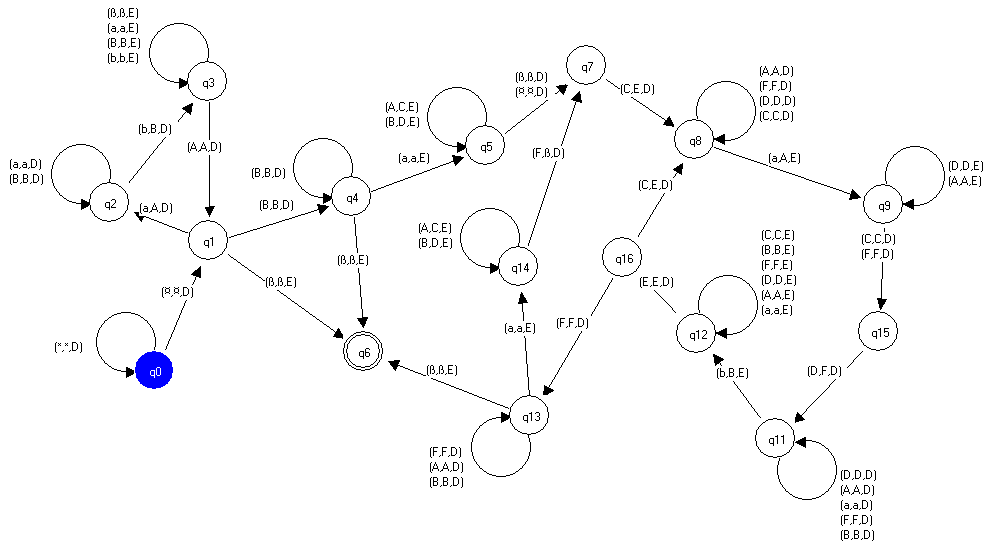 (ß,ß,E)
(a,a,E)
(B,B,E)
(b,b,E)
q3
(b,B,D)
(A,A,D)
(a,a,D)
(B,B,D)
q2
(a,A,D)
q1
(B,B,D)
(ß,ß,E)
(¤,¤,D)
(*,*,D)
q0
(B,B,D)
q4
(a,a,E)
(ß,ß,E)
q6
(A,C,E)
(B,D,E)
q5
(ß,ß,D)
(¤,¤,D)
q7
(F,ß,D)
(A,C,E)
(B,D,E)
q14
(a,a,E)
(ß,ß,E)
q13
(F,F,D)
(A,A,D)
(B,B,D)
(C,E,D)
(A,A,D)
(F,F,D)
(D,D,D)
(C,C,D)
q8
(C,E,D)
q16
(F,F,D)
(E,E,D)
(a,A,E)
(D,D,E)
(A,A,E)
q9
(C,C,D)
(F,F,D)
q15
(D,F,D)
(C,C,E)
(B,B,E)
(F,F,E)
(D,D,E)
(A,A,E)
(a,a,E)
q12
(b,B,E)
q11
(D,D,D)
(A,A,D)
(a,a,D)
(F,F,D)
(B,B,D)